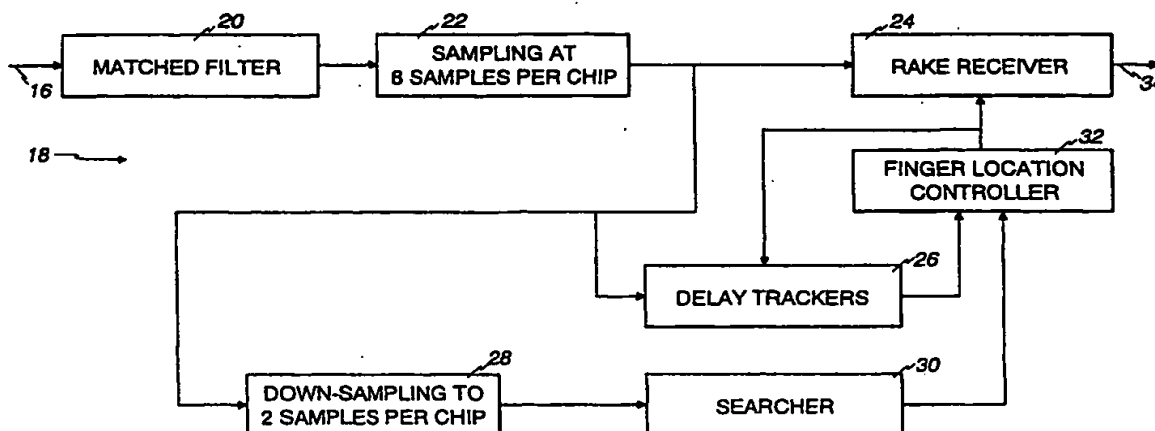 20
22
24
MATCHED FILTER
SAMPLING AT
8 SAMPLES PER CHIP
RAKE RECEIVER
16
34
18
32
FINGER LOCATION
CONTROLLER
26
DELAY TRACKERS
28
30
DOWN-SAMPLING TO
2 SAMPLES PER CHIP
SEARCHER